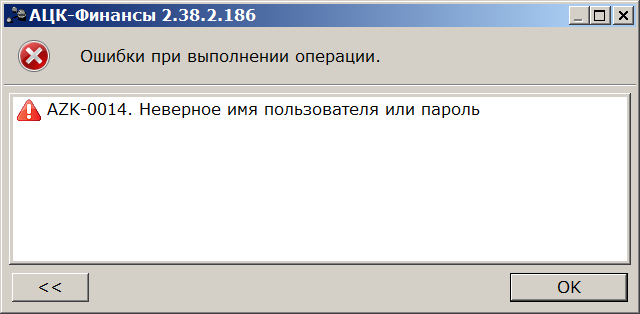 АЦК-Финансы 2.38.2.186
Ошибки при выполнении операции.
AZK-0014. Неверное имя пользователя или пароль
<<
OK